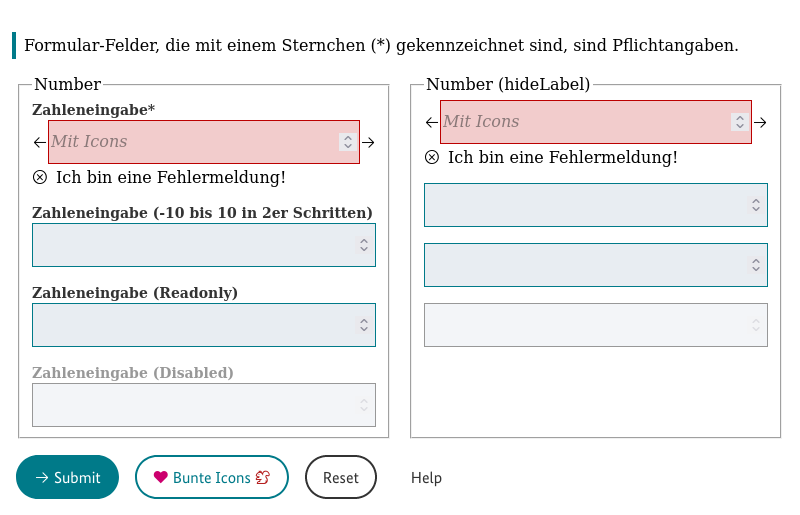 Formular-Felder, die mit einem Sternchen (*) gekennzeichnet sind, sind Pflichtangaben.
Number
Zahleneingabe*
Mit Icons
Ich bin eine Fehlermeldung!
Zahleneingabe (-10 bis 10 in 2er Schritten)
Zahleneingabe (Readonly)
Zahleneingabe (Disabled)
Number (hideLabel)
Mit Icons
Ich bin eine Fehlermeldung!
Submit
Bunte Icons
Reset
Help